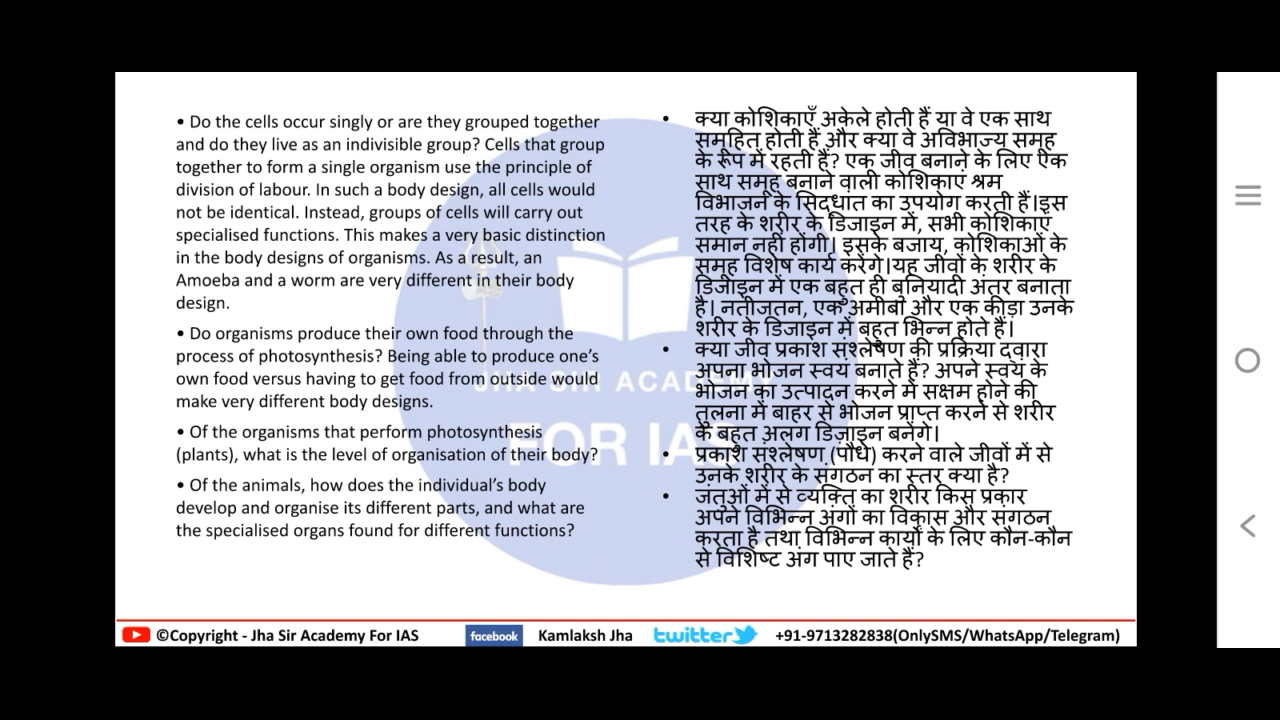 • Do the cells occur singly or are they grouped together
and do they live as an indivisible group? Cells that group
together to form a single organism use the principle of
division of labour. In such a body design, all cells would
not be identical. Instead, groups of cells will carry out
specialised functions. This makes a very basic distinction
in the body designs of organisms. As a result, an
Amoeba and a worm are very different in their body
design.
• Do organisms produce their own food through the
process of photosynthesis? Being able to produce one's
own food versus having to get food from outside would
make very different body designs.
• Of the organisms that perform photosynthesis
(plants), what is the level of organisation of their body?
• Of the animals, how does the individual's body
develop and organise its different parts, and what are
the specialised organs found for different functions?
• क्या कोशिकाएँ अकेले होती हैं या वे एक साथ
समूहित होती हैं और क्या वे अविभाज्य समूह
के रूप में रहती हैं? एक जीव बनाने के लिए एक
साथ समूह बनाने वाली कोशिकाएं श्रम
विभाजन के सिद्धांत का उपयोग करती हैं।इस
तरह के शरीर के डिजाइन में, सभी कोशिकाएं
समान नहीं होंगी। इसके बजाय, कोशिकाओं के
समूह विशेष कार्य करेंगे।यह जीवों के शरीर के
डिजाइन में एक बहुत ही बुनियादी अंतर बनाता
है। नतीजतन, एक अमीबा और एक कीड़ा उनके
शरीर के डिजाइन में बहुत भिन्न होते हैं।
• क्या जीव प्रकाश संश्लेषण की प्रक्रिया द्वारा
अपना भोजन स्वयं बनाते हैं? अपने स्वयं के
भोजन का उत्पादन करने में सक्षम होने की
तुलना में बाहर से भोजन प्राप्त करने से शरीर
के बहुत अलग डिज़ाइन बनेंगे।
• प्रकाश संश्लेषण (पौधे) करने वाले जीवों में से
उनके शरीर के संगठन का स्तर क्या है?
• जंतुओं में से व्यक्ति का शरीर किस प्रकार
अपने विभिन्न अंगों का विकास और संगठन
करता है तथा विभिन्न कार्यों के लिए कौन-कौन
से विशिष्ट अंग पाए जाते हैं?
JHA SIR ACADEMY
FOR IAS
©Copyright - Jha Sir Academy For IAS facebook Kamlaksh Jha twitter +91-9713282838(OnlySMS/WhatsApp/Telegram)